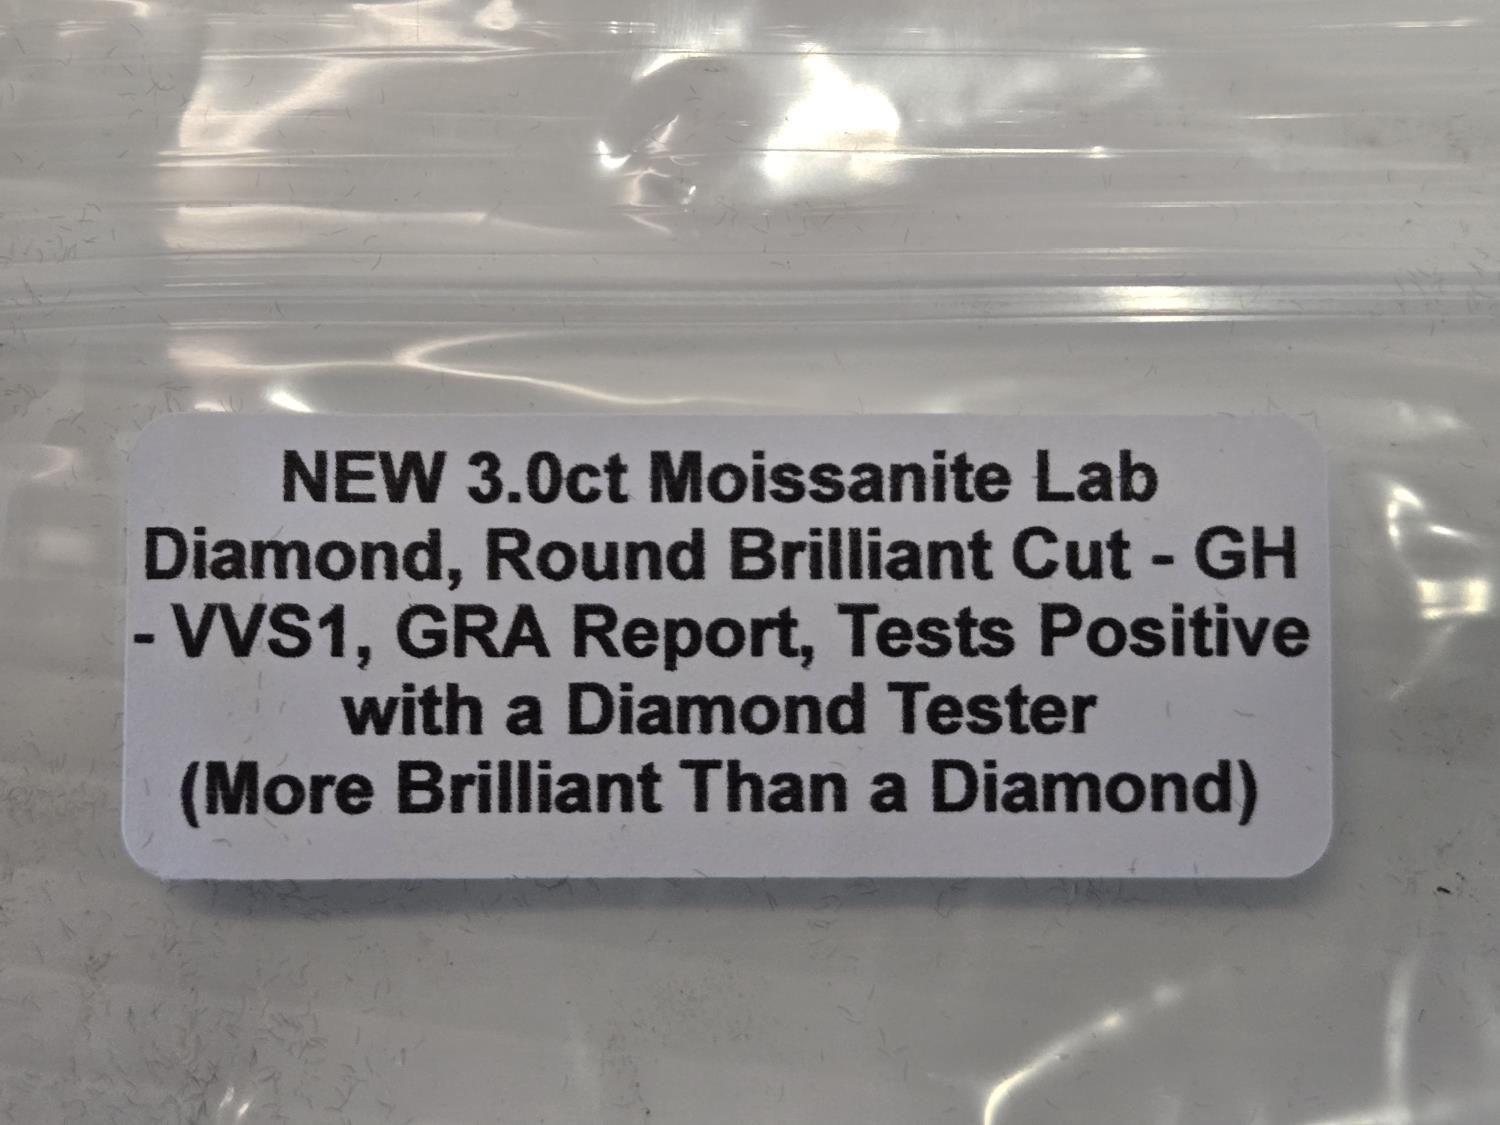 NEW 3.0ct Moissanite Lab
Diamond, Round Brilliant Cut - GH
- VVS1, GRA Report, Tests Positive
with a Diamond Tester
(More Brilliant Than a Diamond)